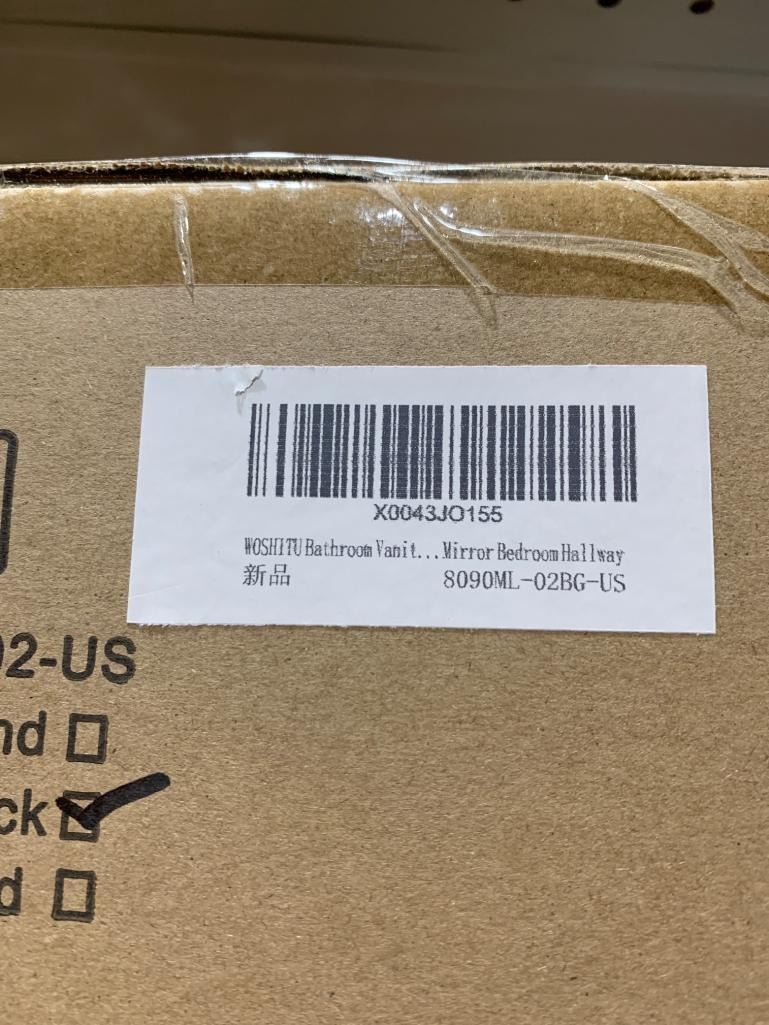 X0043JO155
WOSHITU Bathroom Vanit...Mirror Bedroom Hallway
新品 8090ML-02BG-US
02-US
nd
ck
d